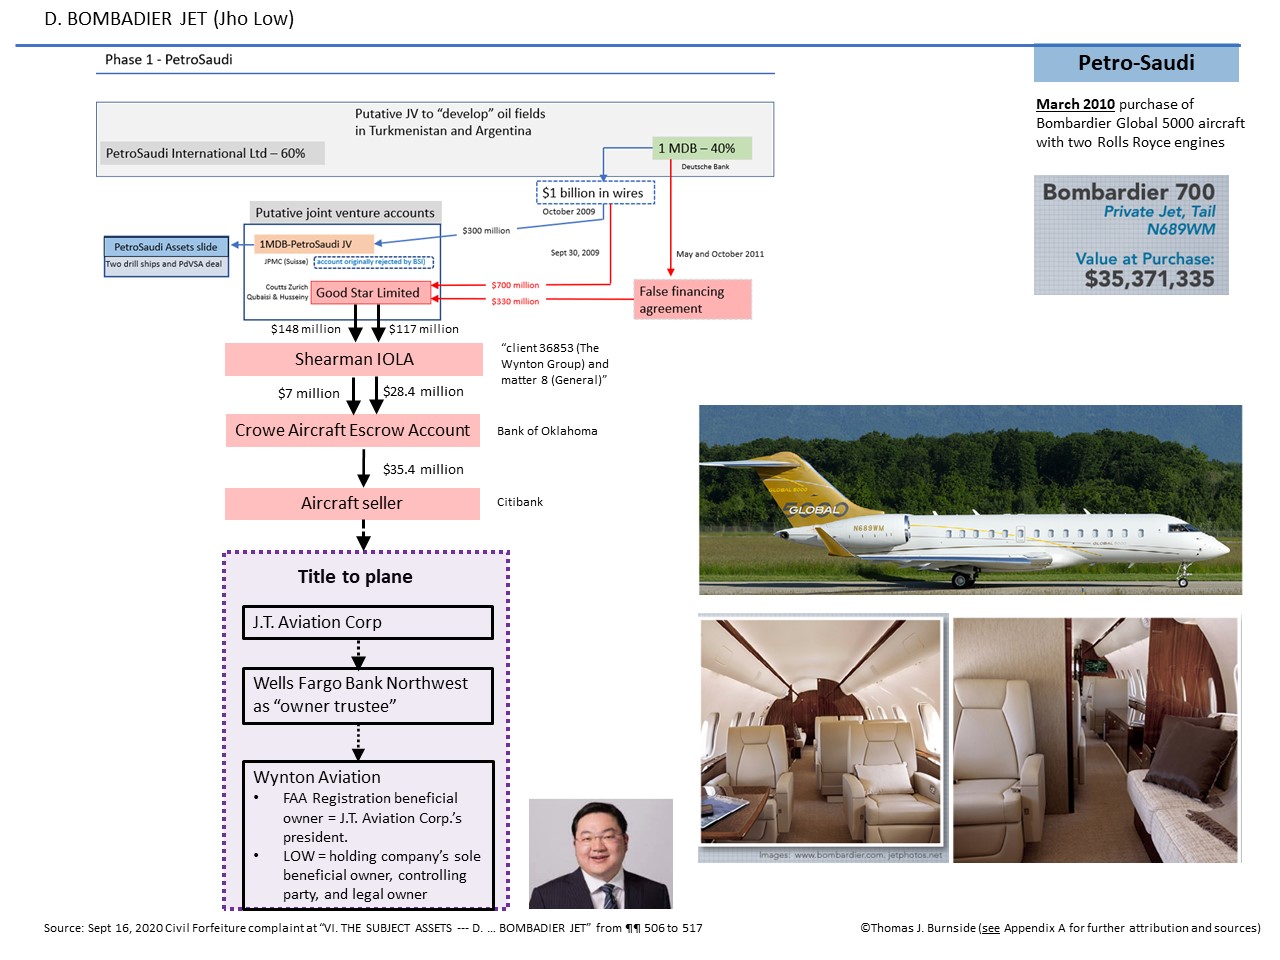 D. BOMBADIER JET (Jho Low)
Phase 1 - PetroSaudi
Petro-Saudi
March 2010 purchase of
Bombardier Global 5000 aircraft
with two Rolls Royce engines
Bombardier 700
Private Jet, Tail
N689WM
Value at Purchase:
$35,371,335
Putative JV to “develop” oil fields
in Turkmenistan and Argentina
PetroSaudi International Ltd – 60%
1 MDB – 40%
Deutsche Bank
$1 billion in wires
October 2009
Putative joint venture accounts
$300 million
PetroSaudi Assets slide
Two drill ships and PdVSA deal
1MDB-PetroSaudi JV
JPMC (Suisse)
account originally rejected by BSI)
Sept 30, 2009
May and October 2011
Coutts Zurich
Qubaisi & Husseiny
Good Star Limited
$700 million
$330 million
False financing
agreement
$148 million
$117 million
Shearman IOLA
“client 36853 (The
Wynton Group) and
matter 8 (General)”
$7 million
$28.4 million
Crowe Aircraft Escrow Account
Bank of Oklahoma
$35.4 million
Aircraft seller
Citibank
GLOBAL 5000
5000
GLOBAL
N689WM
GLOBAL 5000
Title to plane
J.T. Aviation Corp
Wells Fargo Bank Northwest
as “owner trustee”
Wynton Aviation
• FAA Registration beneficial
owner = J.T. Aviation Corp.’s
president.
• LOW = holding company’s sole
beneficial owner, controlling
party, and legal owner
Images: www.bombardier.com, jetphotos.net
Source: Sept 16, 2020 Civil Forfeiture complaint at “VI. THE SUBJECT ASSETS --- D. … BOMBADIER JET” from ¶¶ 506 to 517
©Thomas J. Burnside (see Appendix A for further attribution and sources)